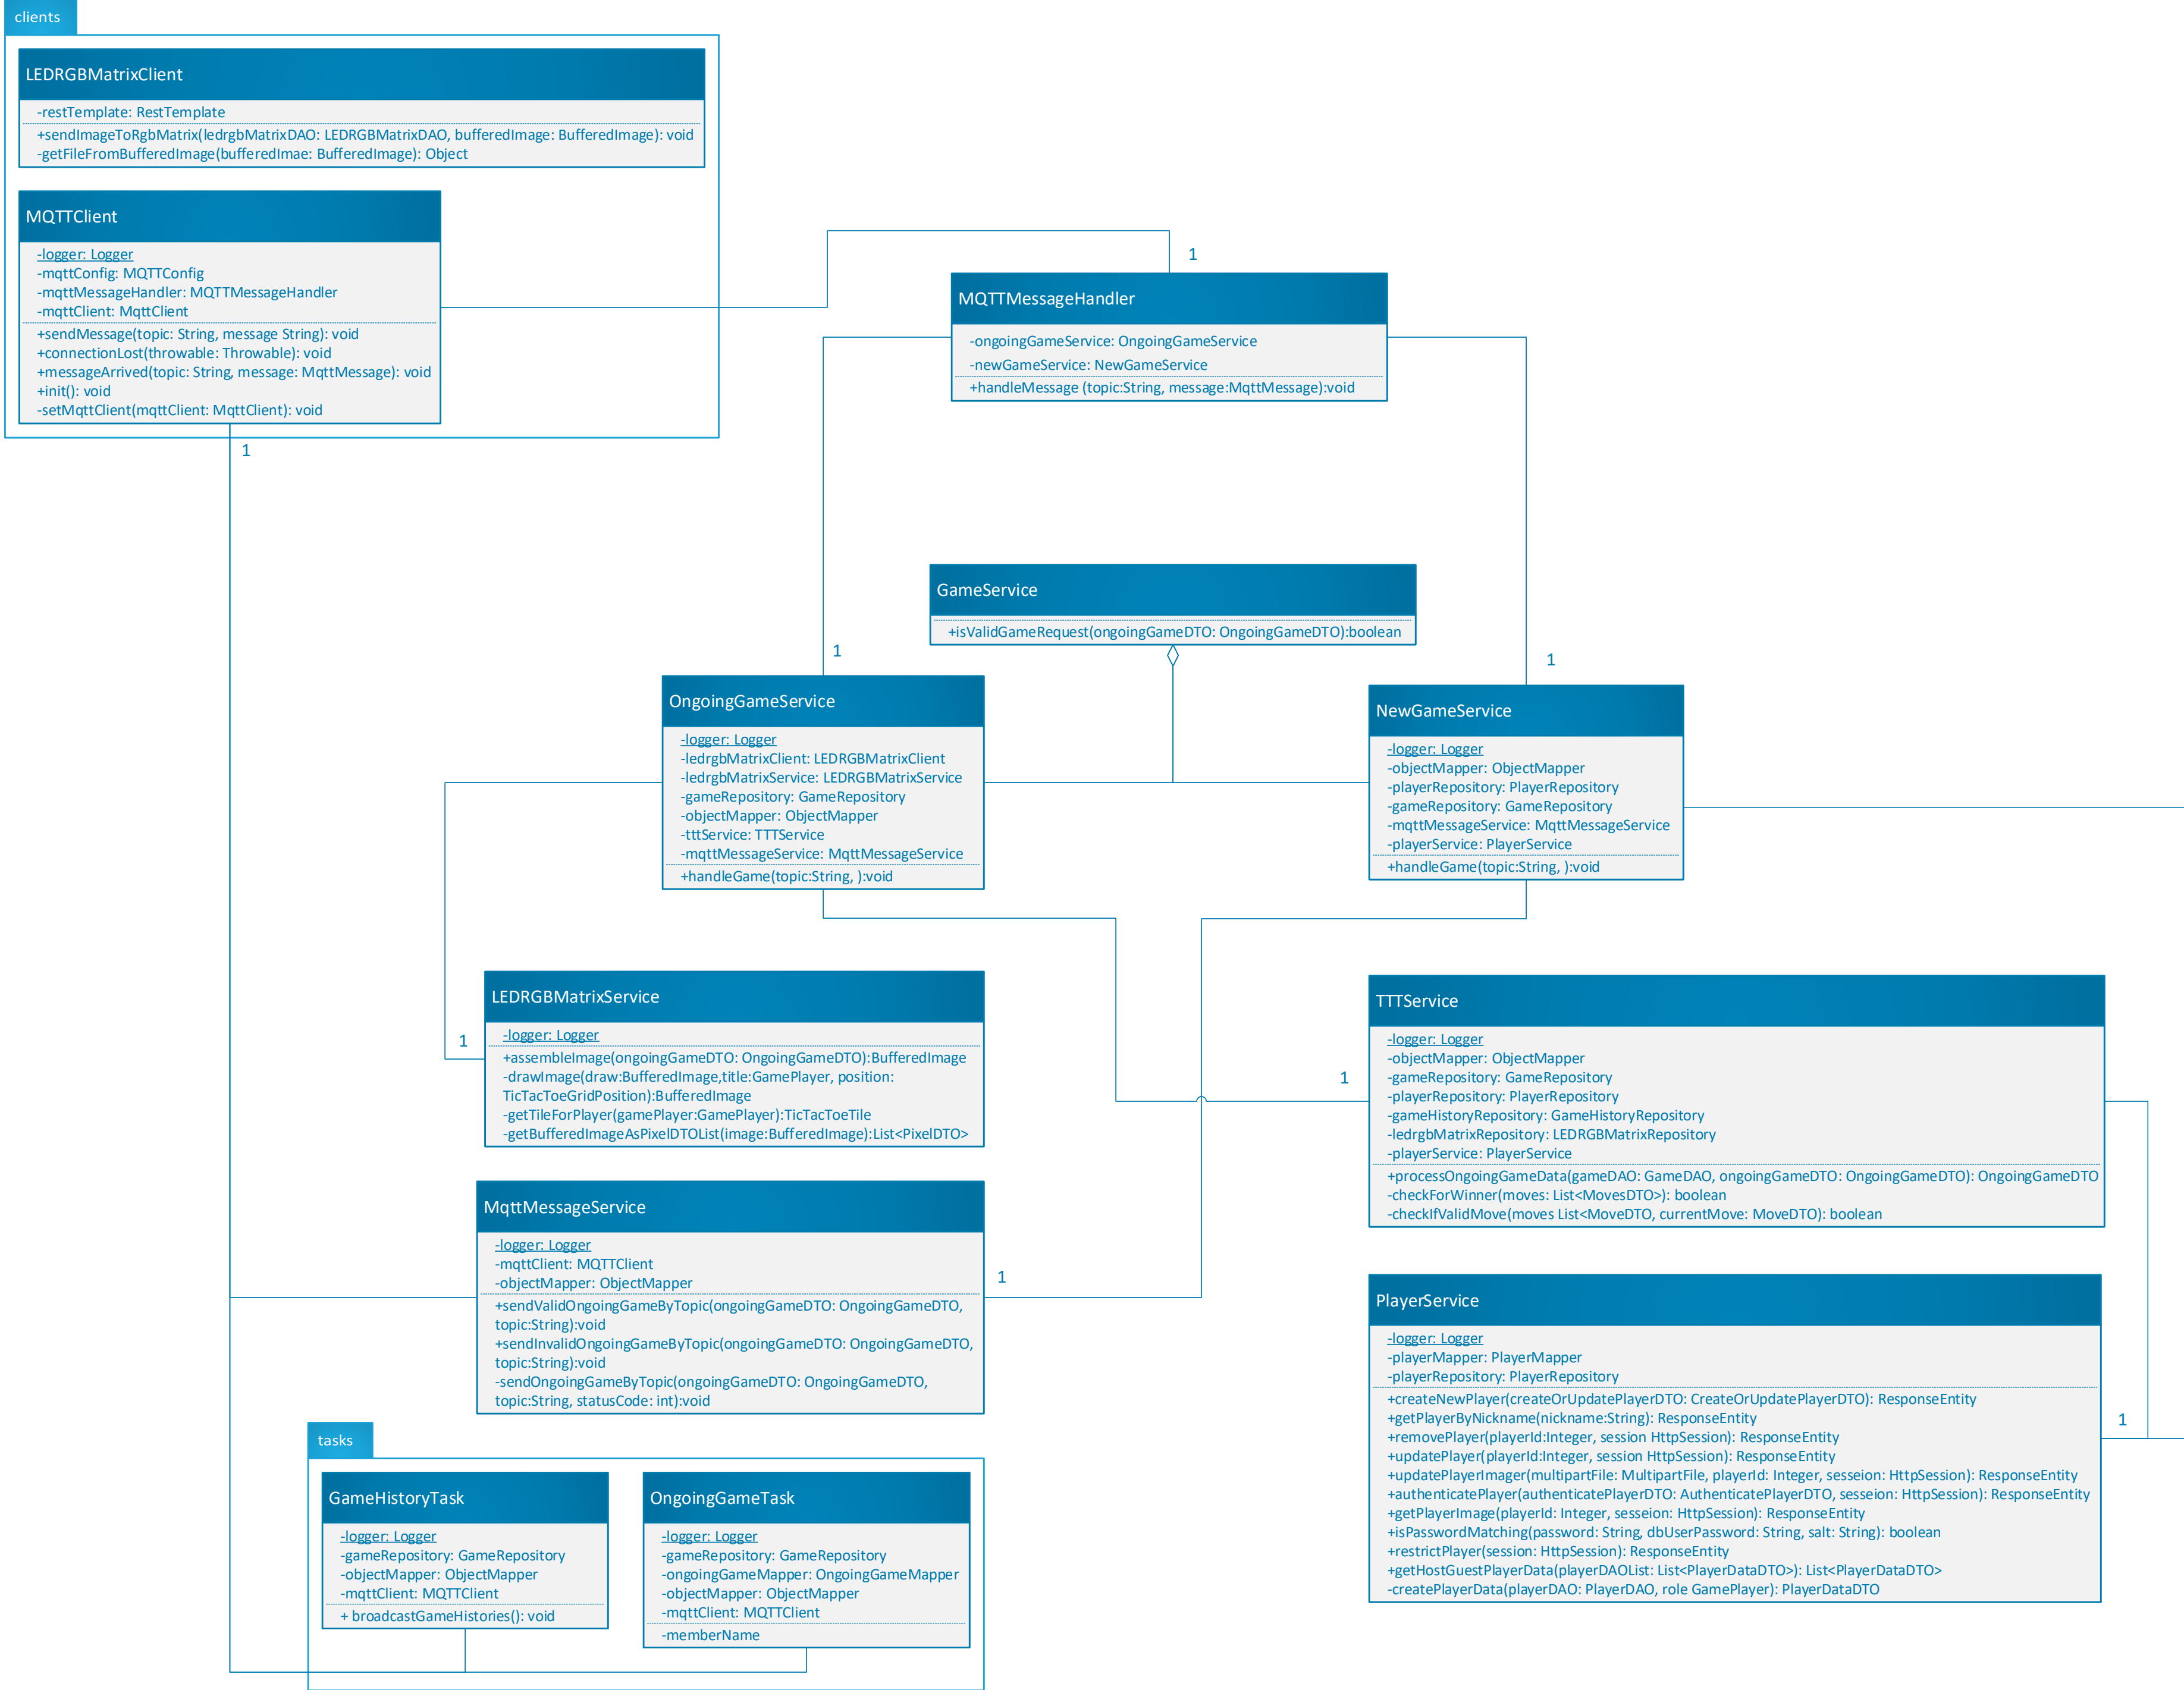 clients
LEDRGBMatrixClient
-restTemplate: RestTemplate
+sendImageToRgbMatrix(ledrgbMatrixDAO: LEDRGBMatrixDAO, bufferedImage: BufferedImage): void
-getFileFromBufferedImage(bufferedImae: BufferedImage): Object
MQTTClient
-logger: Logger
-mqttConfig: MQTTConfig
-mqttMessageHandler: MQTTMessageHandler
-mqttClient: MqttClient
+sendMessage(topic: String, message String): void
+connectionLost(throwable: Throwable): void
+messageArrived(topic: String, message: MqttMessage): void
+init(): void
-setMqttClient(mqttClient: MqttClient): void
1
1
MQTTMessageHandler
-ongoingGameService: OngoingGameService
-newGameService: NewGameService
+handleMessage (topic:String, message:MqttMessage):void
GameService
+isValidGameRequest(ongoingGameDTO: OngoingGameDTO):boolean
1
1
OngoingGameService
-logger: Logger
-ledrgbMatrixClient: LEDRGBMatrixClient
-ledrgbMatrixService: LEDRGBMatrixService
-gameRepository: GameRepository
-objectMapper: ObjectMapper
-tttService: TTTService
-mqttMessageService: MqttMessageService
+handleGame(topic:String, ):void
NewGameService
-logger: Logger
-objectMapper: ObjectMapper
-playerRepository: PlayerRepository
-gameRepository: GameRepository
-mqttMessageService: MqttMessageService
-playerService: PlayerService
+handleGame(topic:String, ):void
LEDRGBMatrixService
-logger: Logger
+assembleImage(ongoingGameDTO: OngoingGameDTO):BufferedImage
-drawImage(draw:BufferedImage,title:GamePlayer, position:
TicTacToeGridPosition):BufferedImage
-getTileForPlayer(gamePlayer:GamePlayer):TicTacToeTile
-getBufferedImageAsPixelDTOList(image:BufferedImage):List<PixelDTO>
1
TTTService
-logger: Logger
-objectMapper: ObjectMapper
-gameRepository: GameRepository
-playerRepository: PlayerRepository
-gameHistoryRepository: GameHistoryRepository
-ledrgbMatrixRepository: LEDRGBMatrixRepository
-playerService: PlayerService
+processOngoingGameData(gameDAO: GameDAO, ongoingGameDTO: OngoingGameDTO): OngoingGameDTO
-checkForWinner(moves: List<MovesDTO>): boolean
-checkIfValidMove(moves List<MoveDTO, currentMove: MoveDTO): boolean
1
MqttMessageService
-logger: Logger
-mqttClient: MQTTClient
-objectMapper: ObjectMapper
+sendValidOngoingGameByTopic(ongoingGameDTO: OngoingGameDTO,
topic:String):void
+sendInvalidOngoingGameByTopic(ongoingGameDTO: OngoingGameDTO,
topic:String):void
-sendOngoingGameByTopic(ongoingGameDTO: OngoingGameDTO,
topic:String, statusCode: int):void
1
PlayerService
-logger: Logger
-playerMapper: PlayerMapper
-playerRepository: PlayerRepository
+createNewPlayer(createOrUpdatePlayerDTO: CreateOrUpdatePlayerDTO): ResponseEntity
+getPlayerByNickname(nickname:String): ResponseEntity
+removePlayer(playerId:Integer, session HttpSession): ResponseEntity
+updatePlayer(playerId:Integer, session HttpSession): ResponseEntity
+updatePlayerImager(multipartFile: MultipartFile, playerId: Integer, sesseion: HttpSession): ResponseEntity
+authenticatePlayer(authenticatePlayerDTO: AuthenticatePlayerDTO, sesseion: HttpSession): ResponseEntity
+getPlayerImage(playerId: Integer, sesseion: HttpSession): ResponseEntity
+isPasswordMatching(password: String, dbUserPassword: String, salt: String): boolean
+restrictPlayer(session: HttpSession): ResponseEntity
+getHostGuestPlayerData(playerDAOList: List<PlayerDataDTO>): List<PlayerDataDTO>
-createPlayerData(playerDAO: PlayerDAO, role GamePlayer): PlayerDataDTO
1
tasks
GameHistoryTask
-logger: Logger
-gameRepository: GameRepository
-objectMapper: ObjectMapper
-mqttClient: MQTTClient
+ broadcastGameHistories(): void
OngoingGameTask
-logger: Logger
-gameRepository: GameRepository
-ongoingGameMapper: OngoingGameMapper
-objectMapper: ObjectMapper
-mqttClient: MQTTClient
-memberName